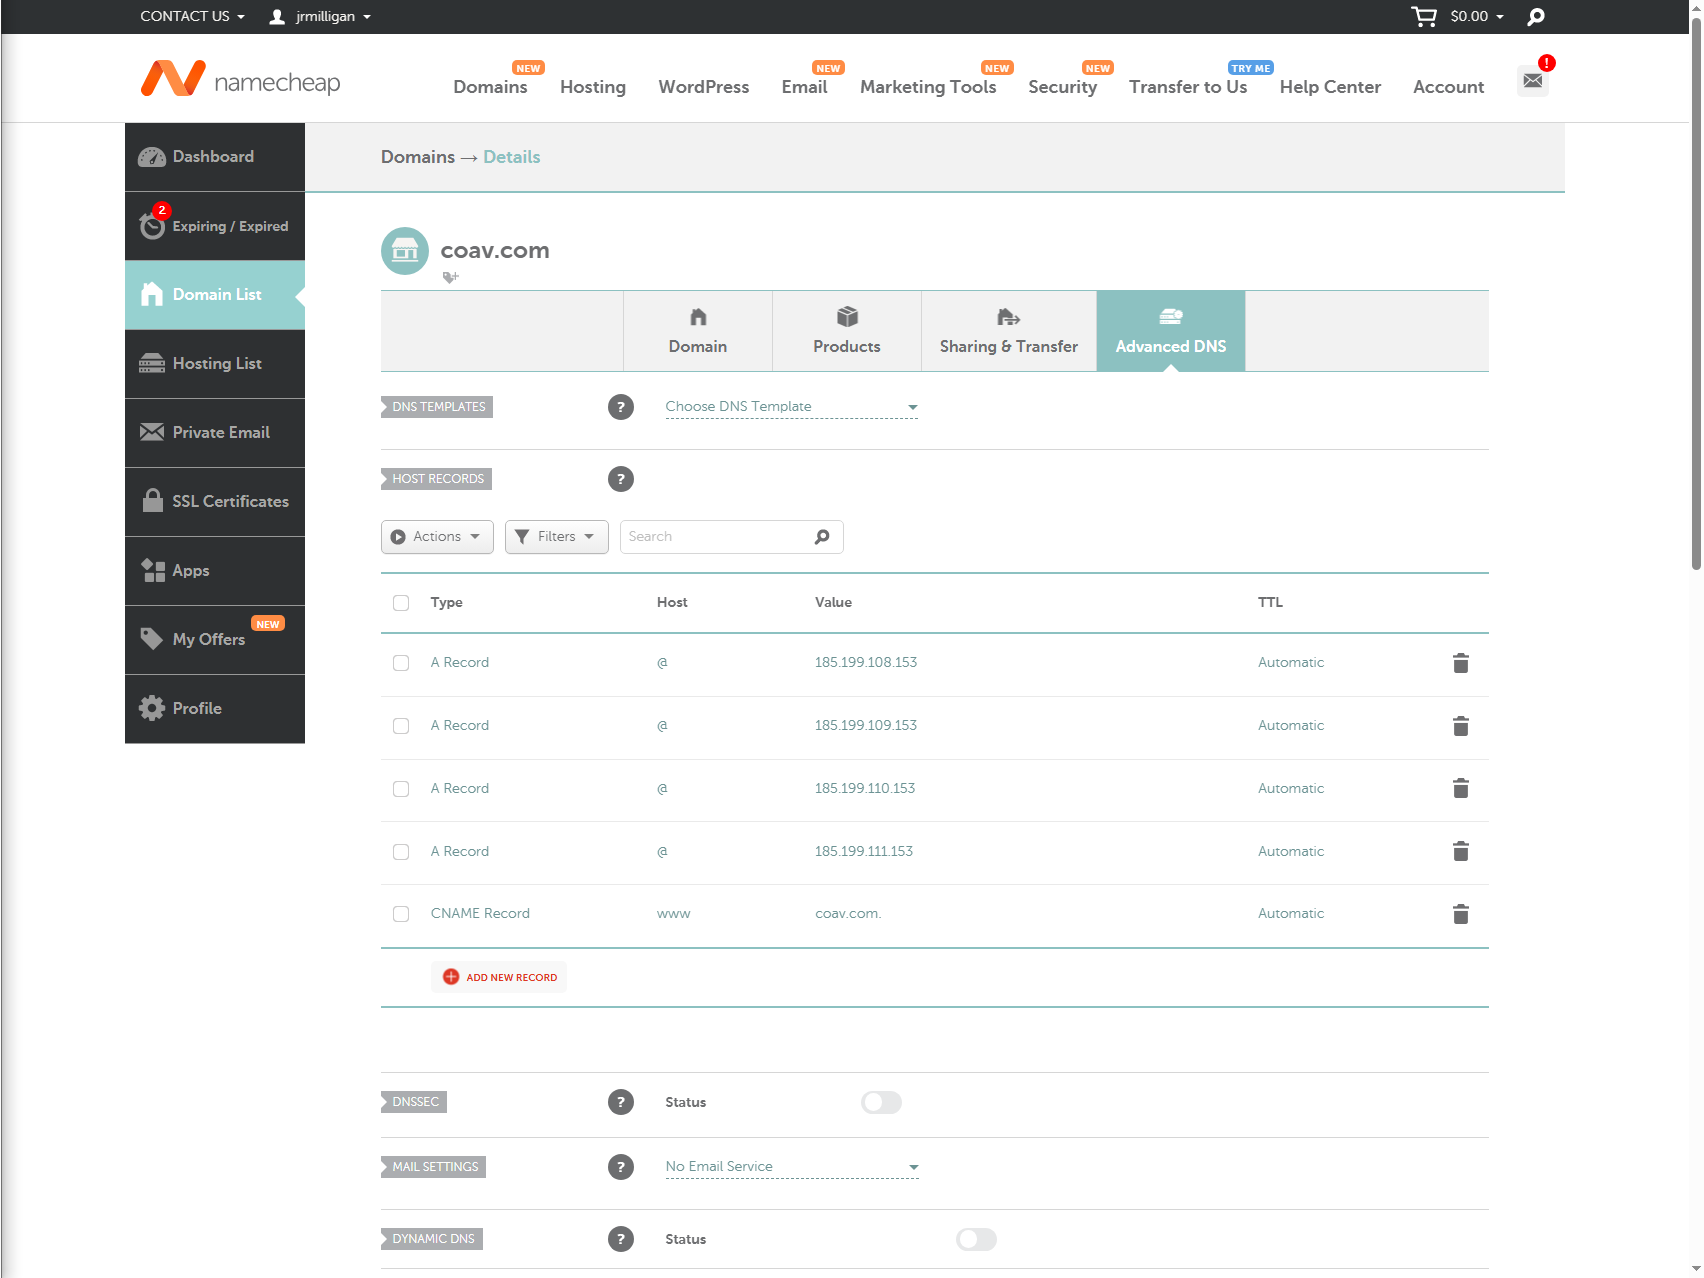 CONTACT US jrmilligan $0.00
NEW NEW NEW NEW TRY ME !
namecheap Domains Hosting WordPress Email Marketing Tools Security Transfer to Us Help Center Account
Dashboard
2
Expiring / Expired
Domain List
Hosting List
Private Email
SSL Certificates
Apps
NEW
My Offers
Profile
Domains → Details
coav.com
Domain Products Sharing & Transfer Advanced DNS
DNS TEMPLATES ? Choose DNS Template
HOST RECORDS ?
Actions Filters Search
Type Host Value TTL
A Record @ 185.199.108.153 Automatic
A Record @ 185.199.109.153 Automatic
A Record @ 185.199.110.153 Automatic
A Record @ 185.199.111.153 Automatic
CNAME Record www coav.com. Automatic
ADD NEW RECORD
DNSSEC ? Status
MAIL SETTINGS ? No Email Service
DYNAMIC DNS ? Status